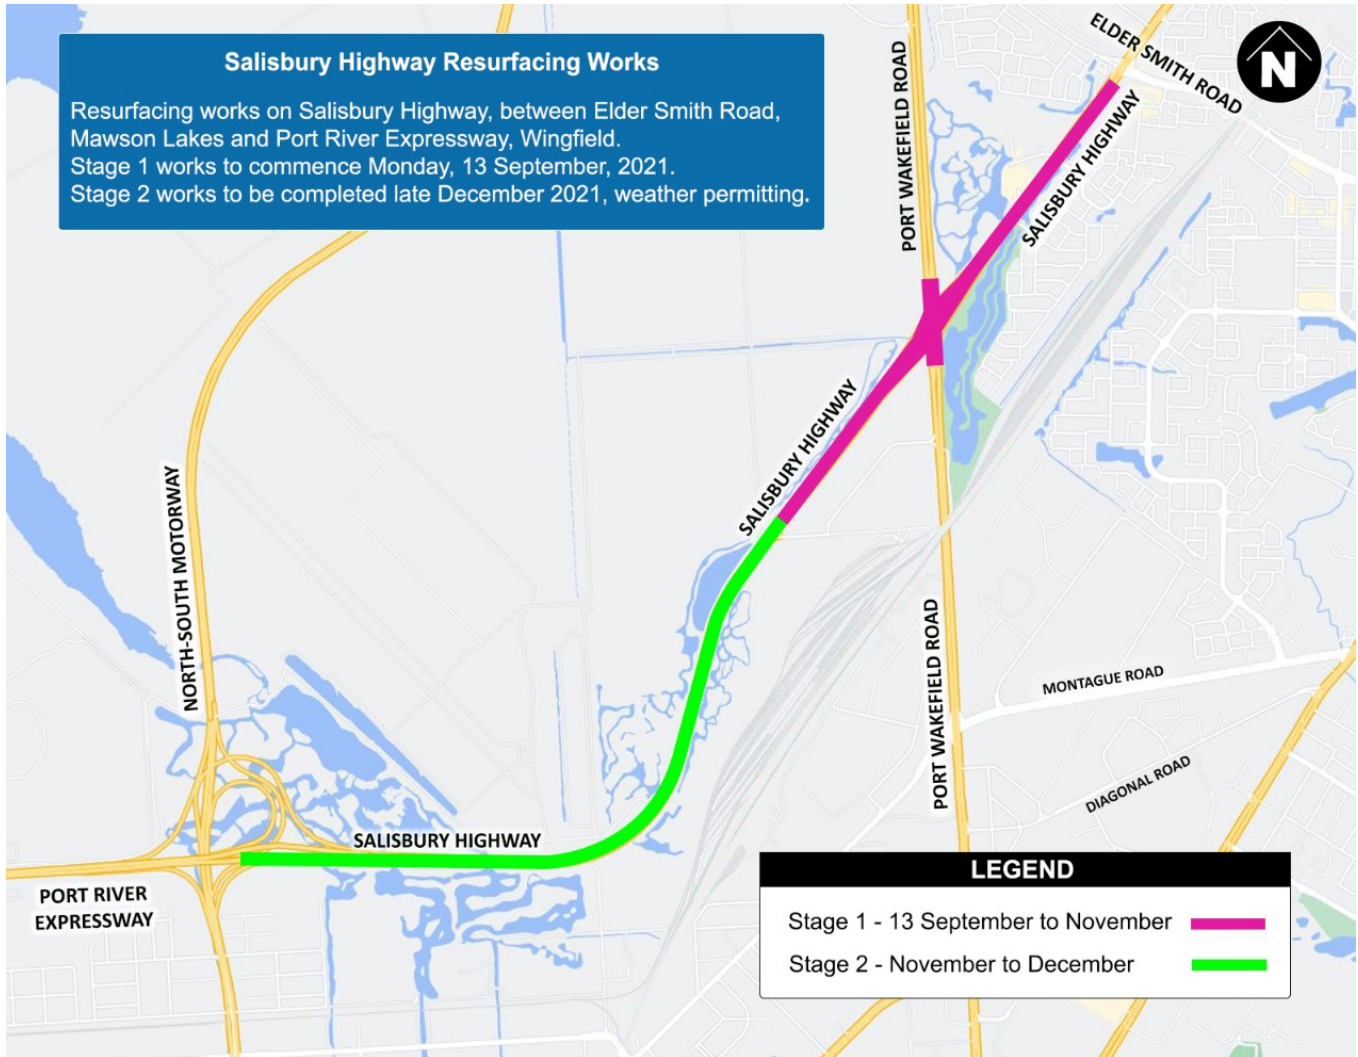 Salisbury Highway Resurfacing Works
Resurfacing works on Salisbury Highway, between Elder Smith Road,
Mawson Lakes and Port River Expressway, Wingfield.
Stage 1 works to commence Monday, 13 September, 2021.
Stage 2 works to be completed late December 2021, weather permitting.
ELDER SMITH ROAD
N
PORT WAKEFIELD ROAD
SALISBURY HIGHWAY
SALISBURY HIGHWAY
NORTH-SOUTH MOTORWAY
PORT WAKEFIELD ROAD
MONTAGUE ROAD
DIAGONAL ROAD
SALISBURY HIGHWAY
PORT RIVER
EXPRESSWAY
LEGEND
Stage 1 - 13 September to November
Stage 2 - November to December